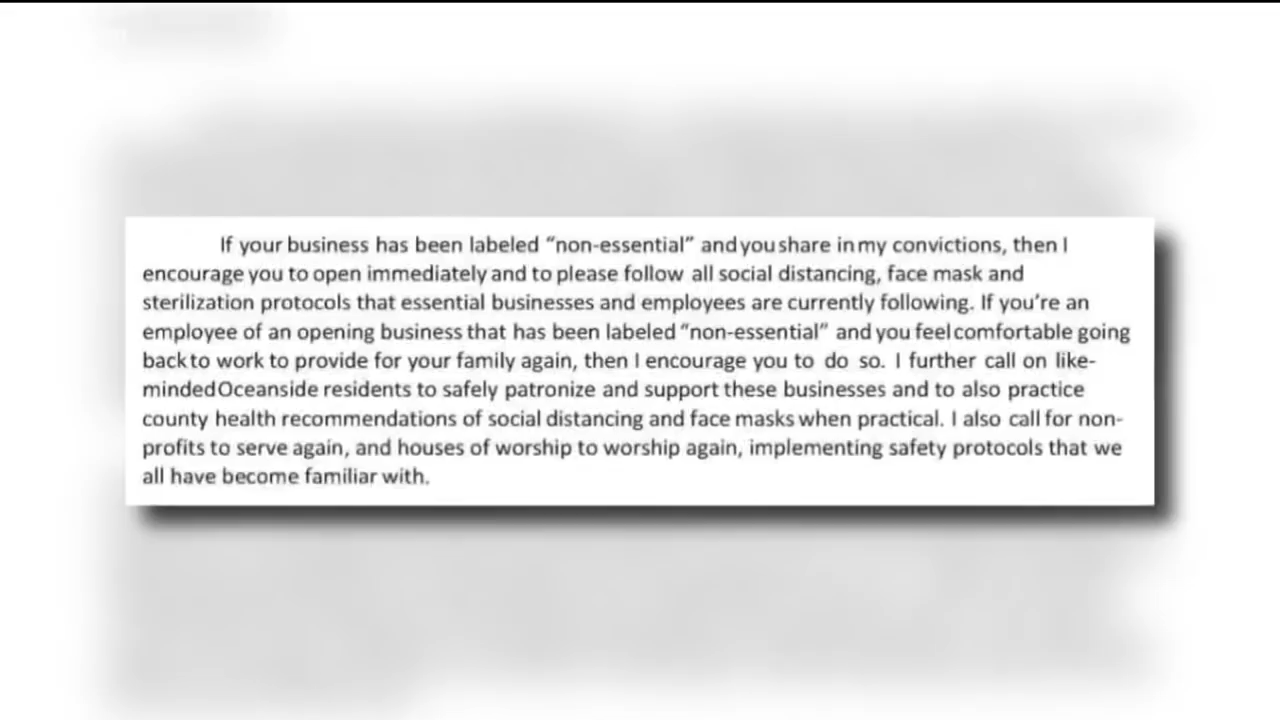 If your business has been labeled “non-essential” and you share in my convictions, then I
encourage you to open immediately and to please follow all social distancing, face mask and
sterilization protocols that essential businesses and employees are currently following. If you’re an
employee of an opening business that has been labeled “non-essential” and you feel comfortable going
back to work to provide for your family again, then I encourage you to do so. I further call on like-
minded Oceanside residents to safely patronize and support these businesses and to also practice
county health recommendations of social distancing and face masks when practical. I also call for non-
profits to serve again, and houses of worship to worship again, implementing safety protocols that we
all have become familiar with.